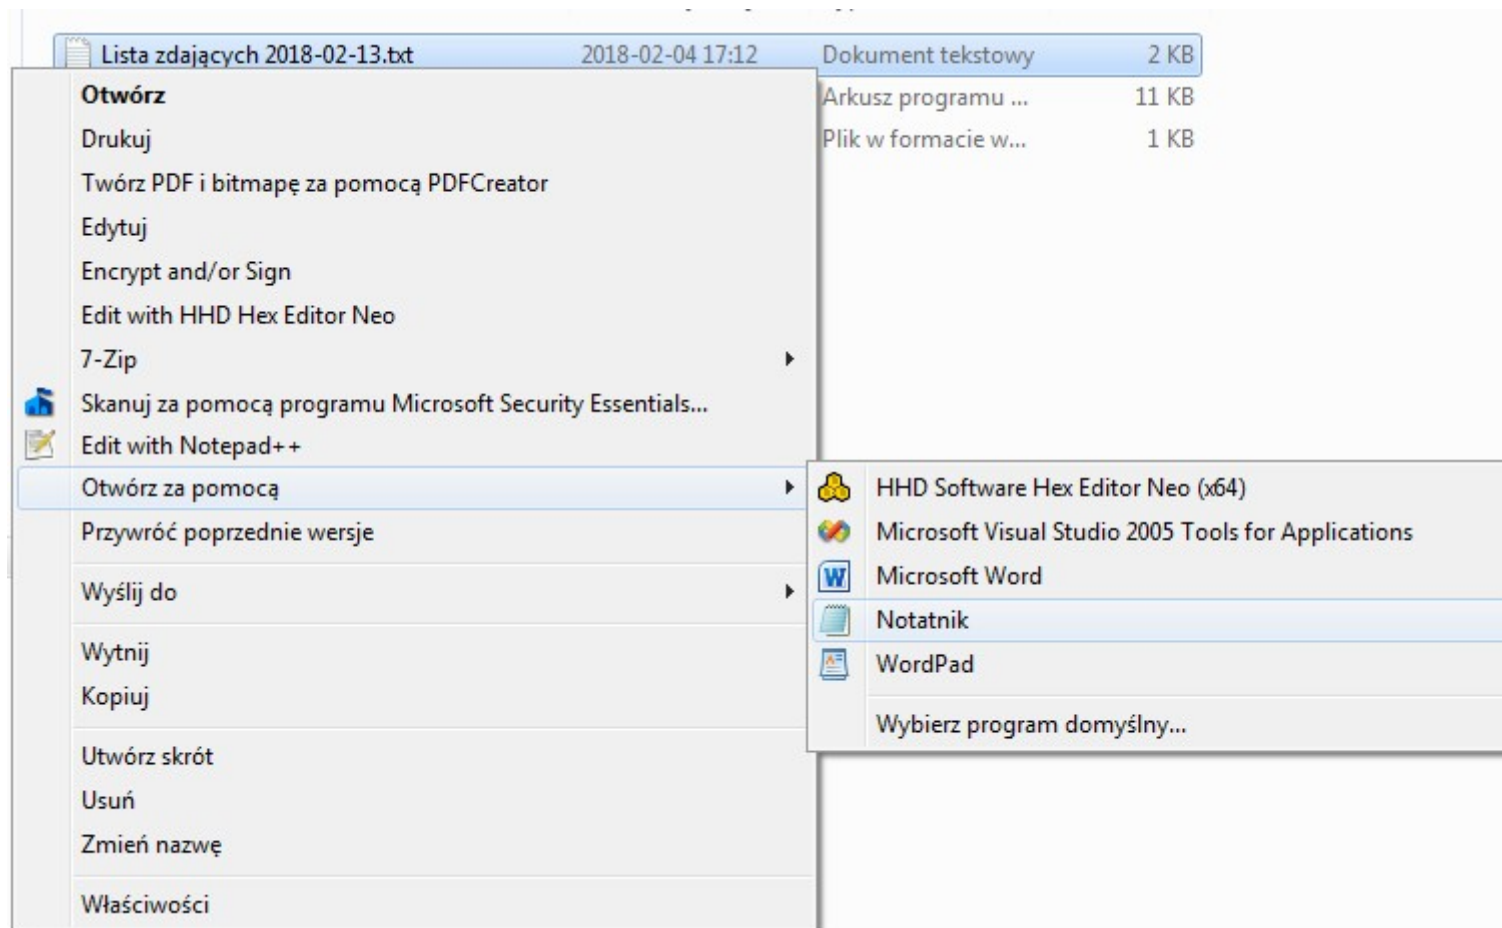 Lista zdających 2018-02-13.txt 2018-02-04 17:12 Dokument tekstowy 2 KB
Arkusz programu ... 11 KB
Plik w formacie w... 1 KB
Otwórz
Drukuj
Twórz PDF i bitmapę za pomocą PDFCreator
Edytuj
Encrypt and/or Sign
Edit with HHD Hex Editor Neo
7-Zip
Skanuj za pomocą programu Microsoft Security Essentials...
Edit with Notepad++
Otwórz za pomocą
Przywróć poprzednie wersje
Wyślij do
Wytnij
Kopiuj
Utwórz skrót
Usuń
Zmień nazwę
Właściwości
HHD Software Hex Editor Neo (x64)
Microsoft Visual Studio 2005 Tools for Applications
Microsoft Word
Notatnik
WordPad
Wybierz program domyślny...